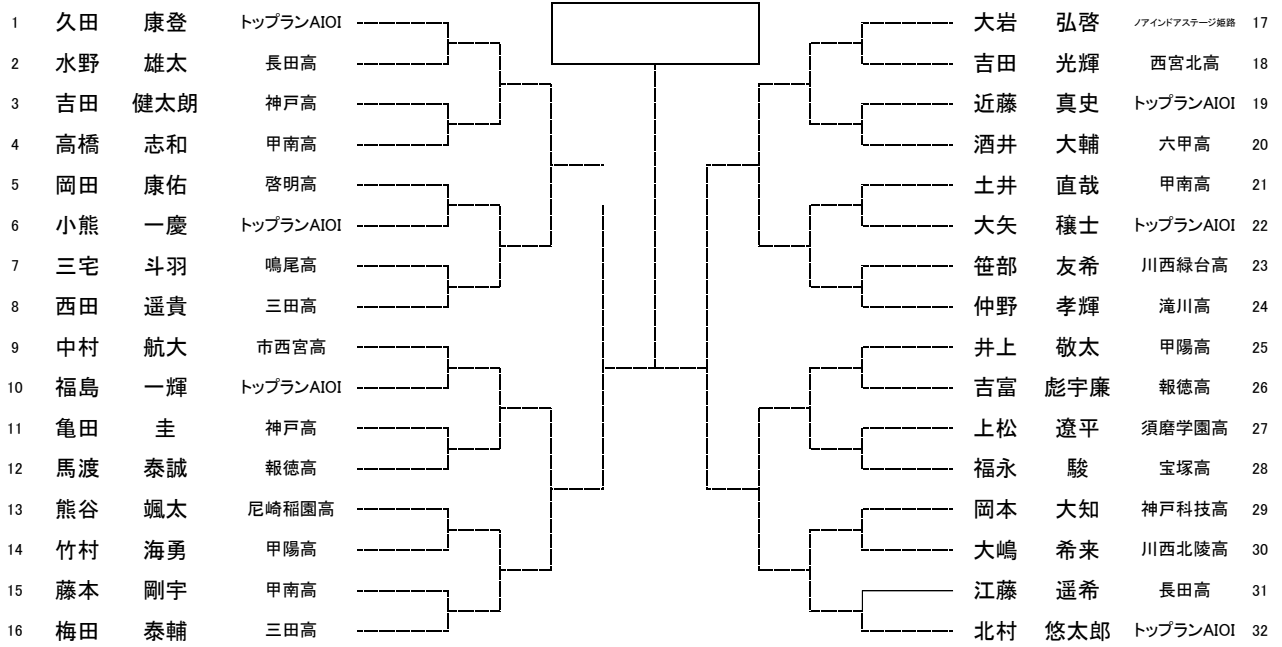 1 久田 康登 トップランAIOI
2 水野 雄太 長田高
3 吉田 健太朗 神戸高
4 高橋 志和 甲南高
5 岡田 康佑 啓明高
6 小熊 一慶 トップランAIOI
7 三宅 斗羽 鳴尾高
8 西田 遥貴 三田高
9 中村 航大 市西宮高
10 福島 一輝 トップランAIOI
11 亀田 圭 神戸高
12 馬渡 泰誠 報徳高
13 熊谷 颯太 尼崎稲園高
14 竹村 海勇 甲陽高
15 藤本 剛宇 甲南高
16 梅田 泰輔 三田高
大岩 弘啓 ノアインドアステージ姫路 17
吉田 光輝 西宮北高 18
近藤 真史 トップランAIOI 19
酒井 大輔 六甲高 20
土井 直哉 甲南高 21
大矢 穣士 トップランAIOI 22
笹部 友希 川西緑台高 23
仲野 孝輝 滝川高 24
井上 敬太 甲陽高 25
吉富 彪宇廉 報徳高 26
上松 遼平 須磨学園高 27
福永 駿 宝塚高 28
岡本 大知 神戸科技高 29
大嶋 希来 川西北陵高 30
江藤 遥希 長田高 31
北村 悠太郎 トップランAIOI 32